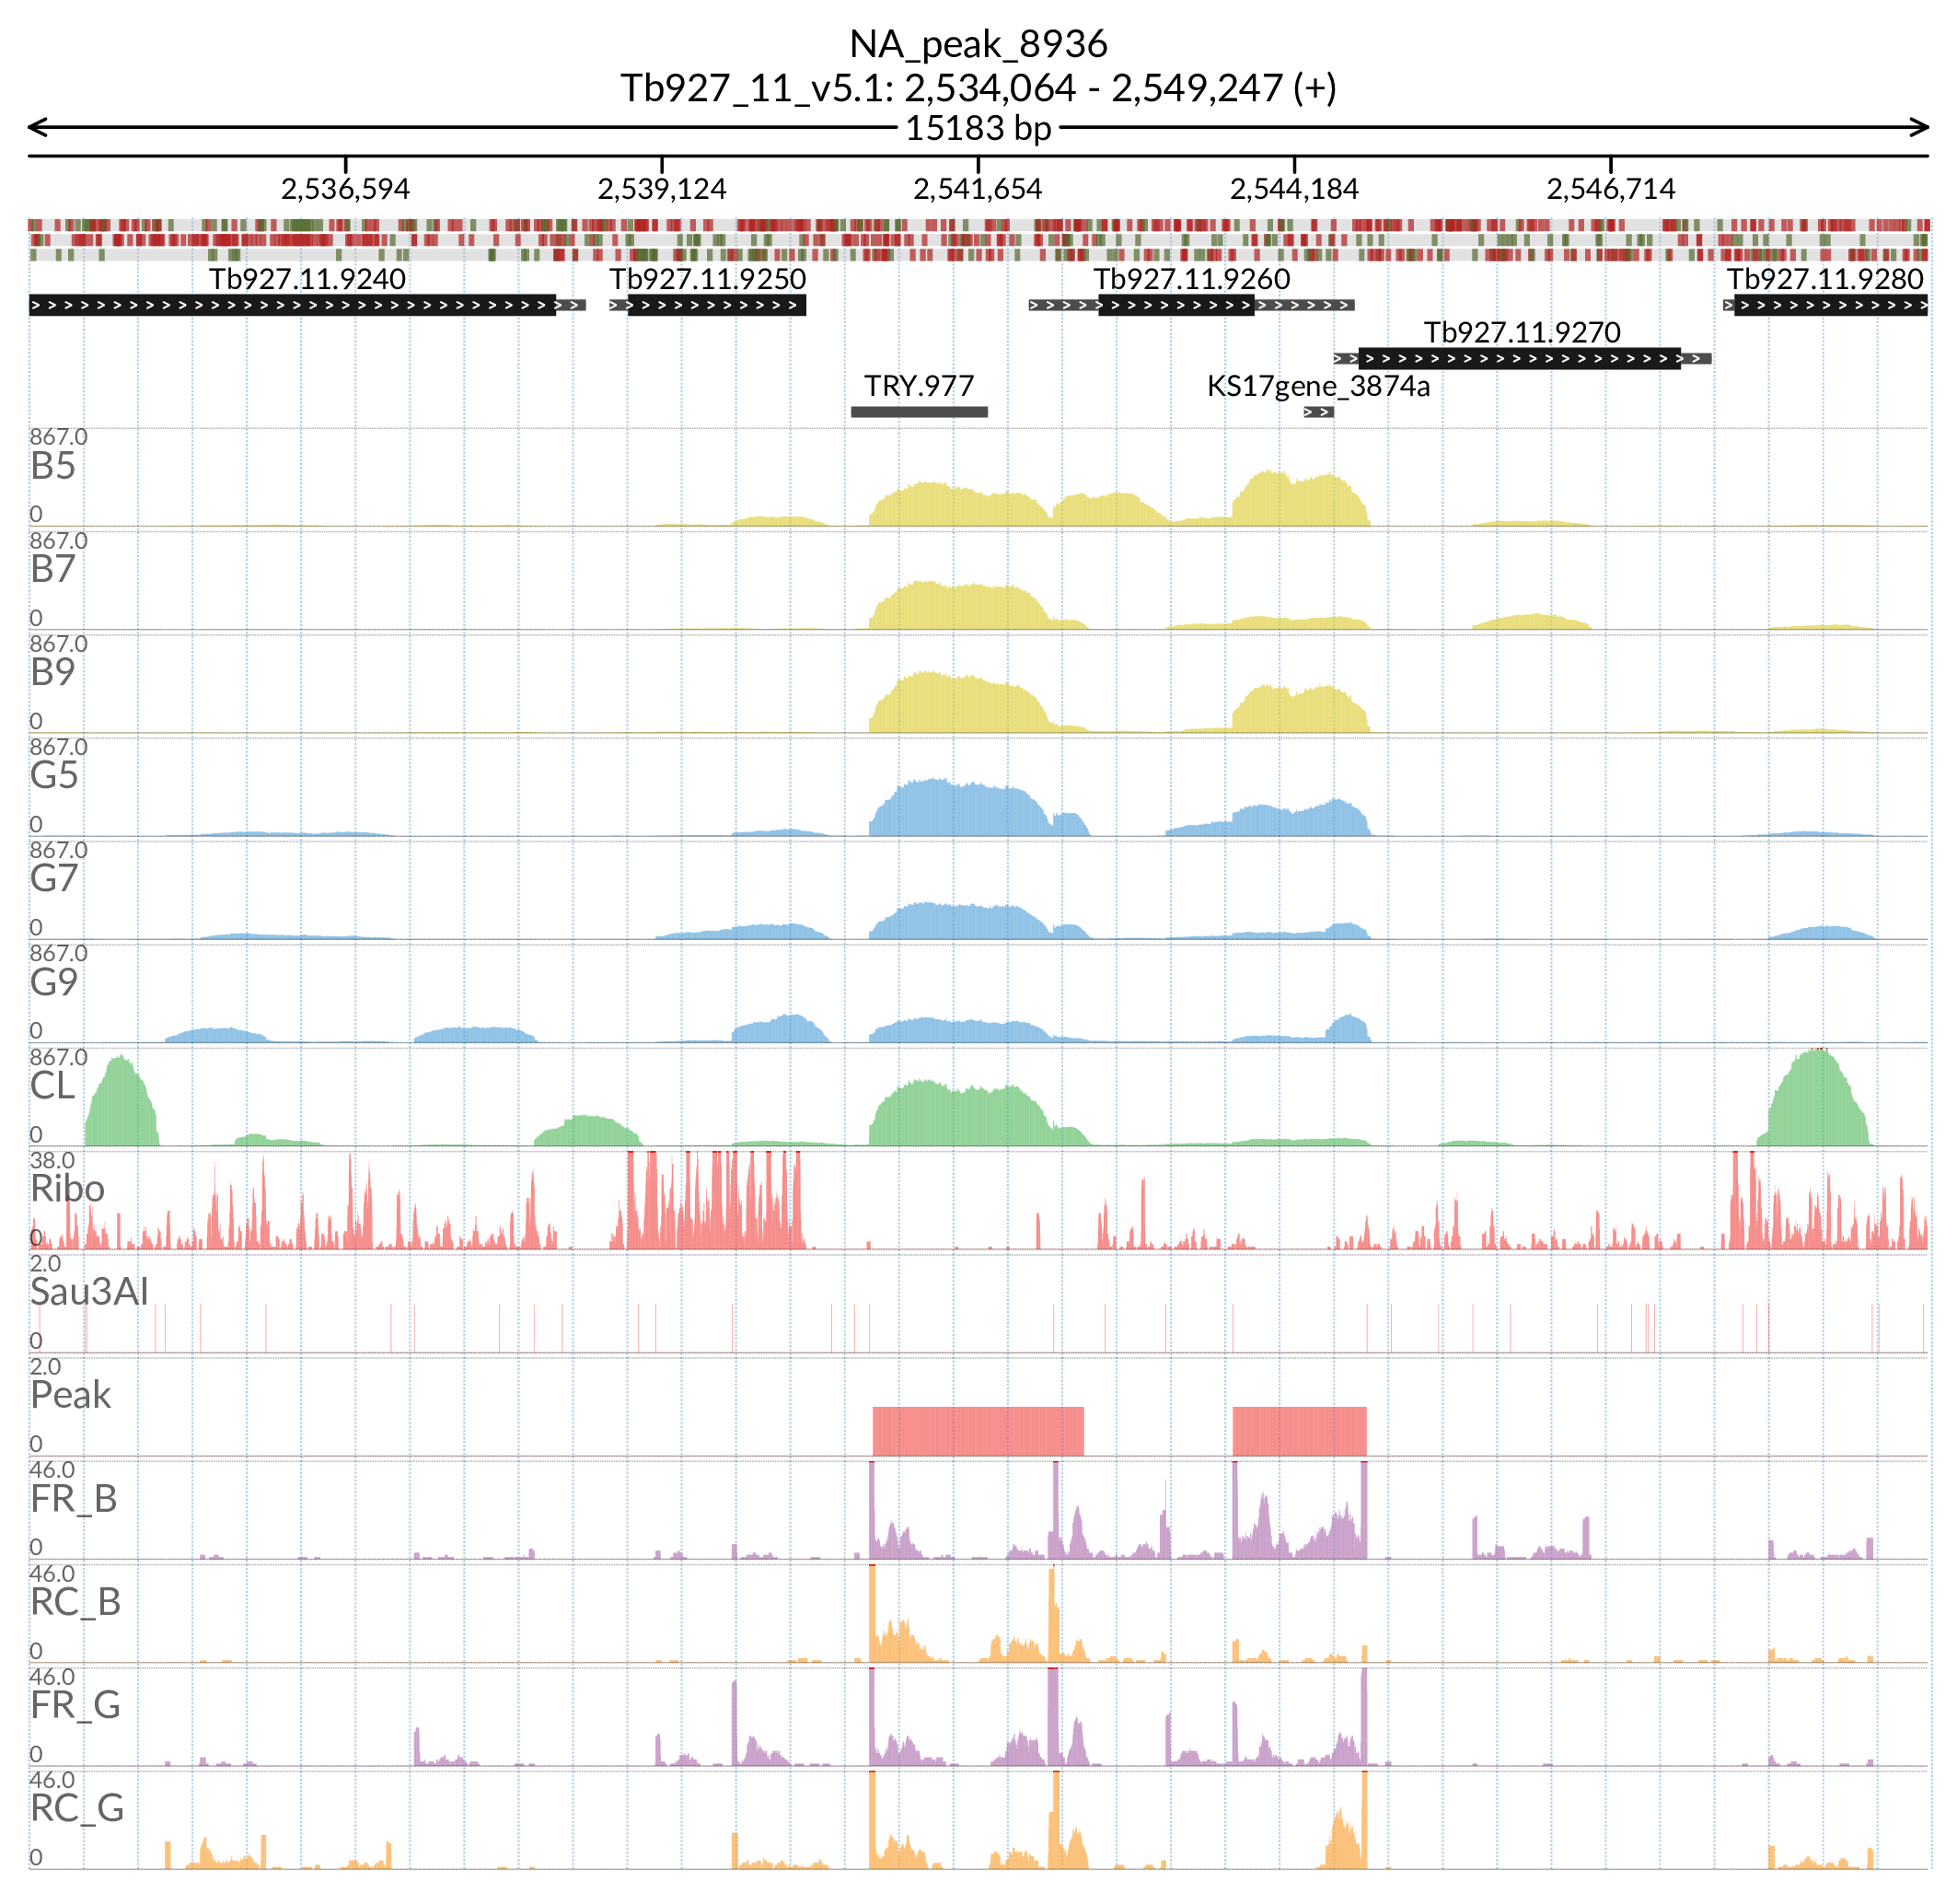 NA_peak_8936
Tb927_11_v5.1: 2,534,064 - 2,549,247 (+)
15183 bp
2,536,594 2,539,124 2,541,654 2,544,184 2,546,714
Tb927.11.9240 Tb927.11.9250 Tb927.11.9260 Tb927.11.9280
Tb927.11.9270
TRY.977 KS17gene_3874a
867.0
B5
0
867.0
B7
0
867.0
B9
0
867.0
G5
0
867.0
G7
0
867.0
G9
0
867.0
CL
0
38.0
Ribo
0
2.0
Sau3AI
0
2.0
Peak
0
46.0
FR_B
0
46.0
RC_B
0
46.0
FR_G
0
46.0
RC_G
0